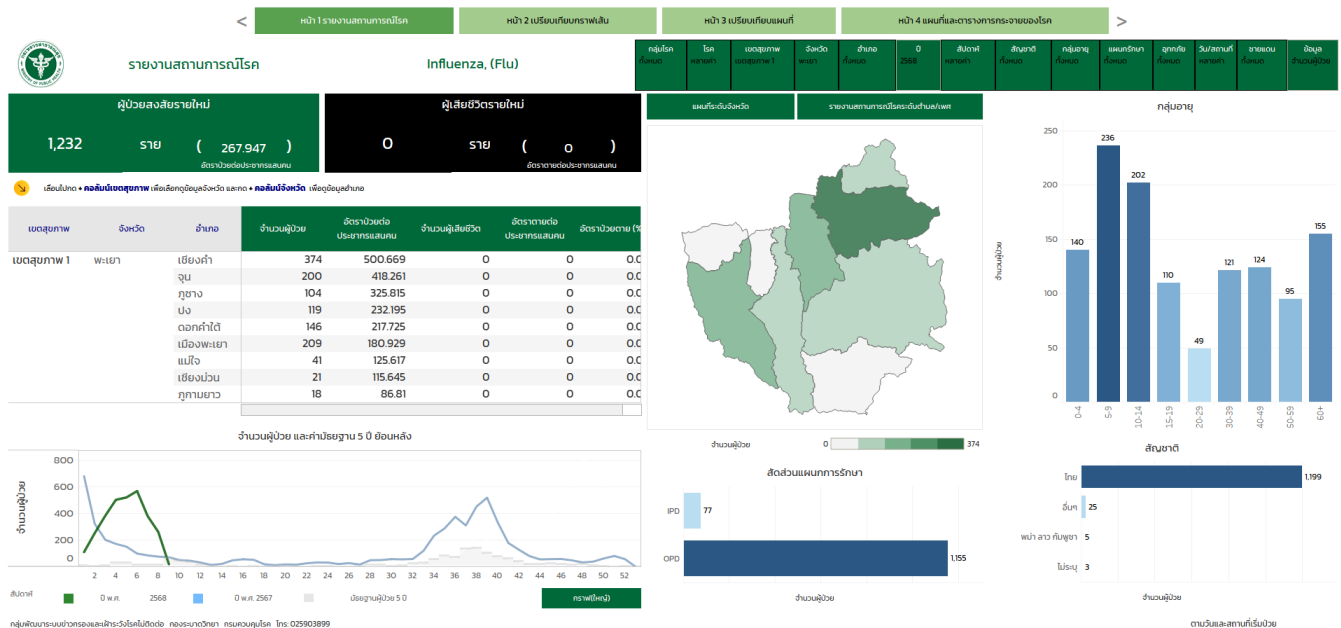 < หน้า 1 รายงานสถานการณ์โรค หน้า 2 เปรียบเทียบกราฟเส้น หน้า 3 เปรียบเทียบแผนที่ หน้า 4 แผนที่และตารางการกระจายของโรค >
รายงานสถานการณ์โรค
Influenza, (Flu)
กลุ่มโรค โรค เขตสุขภาพ จังหวัด อำเภอ ปี สัปดาห์ สัญชาติ กลุ่มอายุ แผนกรักษา อุทกภัย วัน/สถานที่ ชายแดน ข้อมูล
ทั้งหมด หลายค่า เขตสุขภาพ 1 พะเยา ทั้งหมด 2568 ทั้งหมด ทั้งหมด ทั้งหมด ทั้งหมด ทั้งหมด หลายค่า ทั้งหมด จำนวนผู้ป่วย
ผู้ป่วยสงสัยรายใหม่
1,232 ราย ( 267.947 )
อัตราป่วยต่อประชากรแสนคน
ผู้เสียชีวิตรายใหม่
0 ราย ( 0 )
อัตราตายต่อประชากรแสนคน
เลื่อนไปกด + คอลัมน์เขตสุขภาพ เพื่อเลือกดูข้อมูลจังหวัด และกด + คอลัมน์จังหวัด เพื่อดูข้อมูลอำเภอ
เขตสุขภาพ จังหวัด อำเภอ จำนวนผู้ป่วย อัตราป่วยต่อประชากรแสนคน จำนวนผู้เสียชีวิต อัตราตายต่อประชากรแสนคน อัตราป่วยตาย (%
เขตสุขภาพ 1 พะเยา เชียงคำ 374 500.669 0 0 0.0
จุน 200 418.261 0 0 0.0
ภูซาง 104 325.815 0 0 0.0
ปง 119 232.195 0 0 0.0
ดอกคำใต้ 146 217.725 0 0 0.0
เมืองพะเยา 209 180.929 0 0 0.0
แม่ใจ 41 125.617 0 0 0.0
เชียงม่วน 21 115.645 0 0 0.0
ภูกามยาว 18 86.81 0 0 0.0
จำนวนผู้ป่วย และค่ามัธยฐาน 5 ปี ย้อนหลัง
จำนวนผู้ป่วย
800
600
400
200
0
2 4 6 8 10 12 14 16 18 20 22 24 26 28 30 32 34 36 38 40 42 44 46 48 50 52
สัปดาห์ ปี พ.ศ. 2568 ปี พ.ศ. 2567 มัธยฐานผู้ป่วย 5 ปี
กราฟ(ใหญ่)
แผนที่ระดับจังหวัด รายงานสถานการณ์โรคระดับตำบล/เพศ
จำนวนผู้ป่วย 0 374
สัดส่วนแผนกการรักษา
IPD 77
OPD 1,155
จำนวนผู้ป่วย
กลุ่มอายุ
จำนวนผู้ป่วย
250
200
150
100
50
0
140 236 202 110 49 121 124 95 155
0-4 5-9 10-14 15-19 20-29 30-39 40-49 50-59 60+
สัญชาติ
ไทย 1,199
อื่นๆ 25
พม่า ลาว กัมพูชา 5
ไม่ระบุ 3
จำนวนผู้ป่วย
กลุ่มพัฒนาระบบข่าวกรองและเฝ้าระวังโรคไม่ติดต่อ กองระบาดวิทยา กรมควบคุมโรค โทร: 025903899
ตามวันและสถานที่เริ่มป่วย